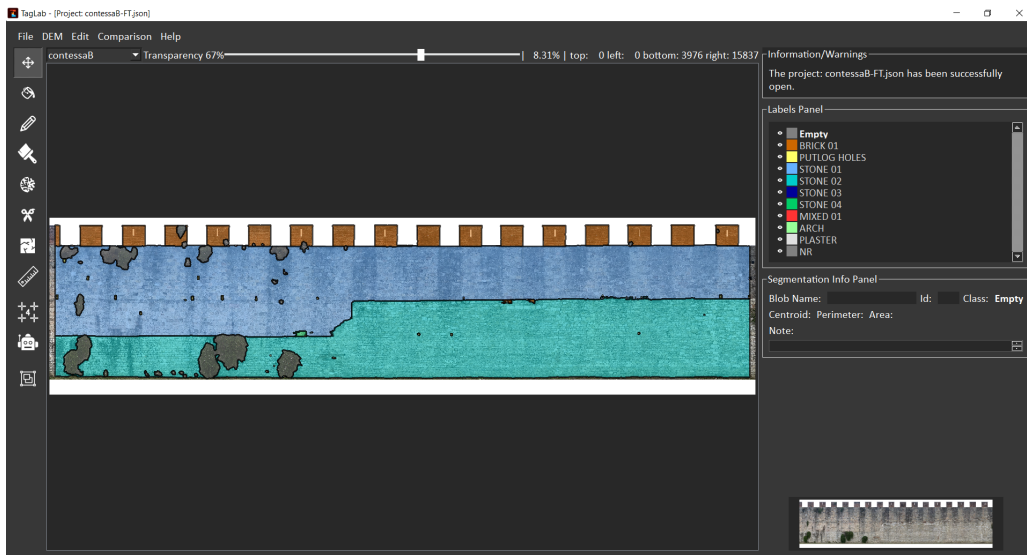 TagLab - [Project: contessaB-FT.json]
File DEM Edit Comparison Help
contessaB Transparency 67% 8.31% | top: 0 left: 0 bottom: 3976 right: 15837
Information/Warnings
The project: contessaB-FT.json has been successfully
open.
Labels Panel
Empty
BRICK 01
PUTLOG HOLES
STONE 01
STONE 02
STONE 03
STONE 04
MIXED 01
ARCH
PLASTER
NR
Segmentation Info Panel
Blob Name: Id: Class: Empty
Centroid: Perimeter: Area:
Note: